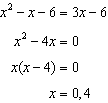 x² − x − 6 = 3x − 6
x² − 4x = 0
x(x − 4) = 0
x = 0, 4